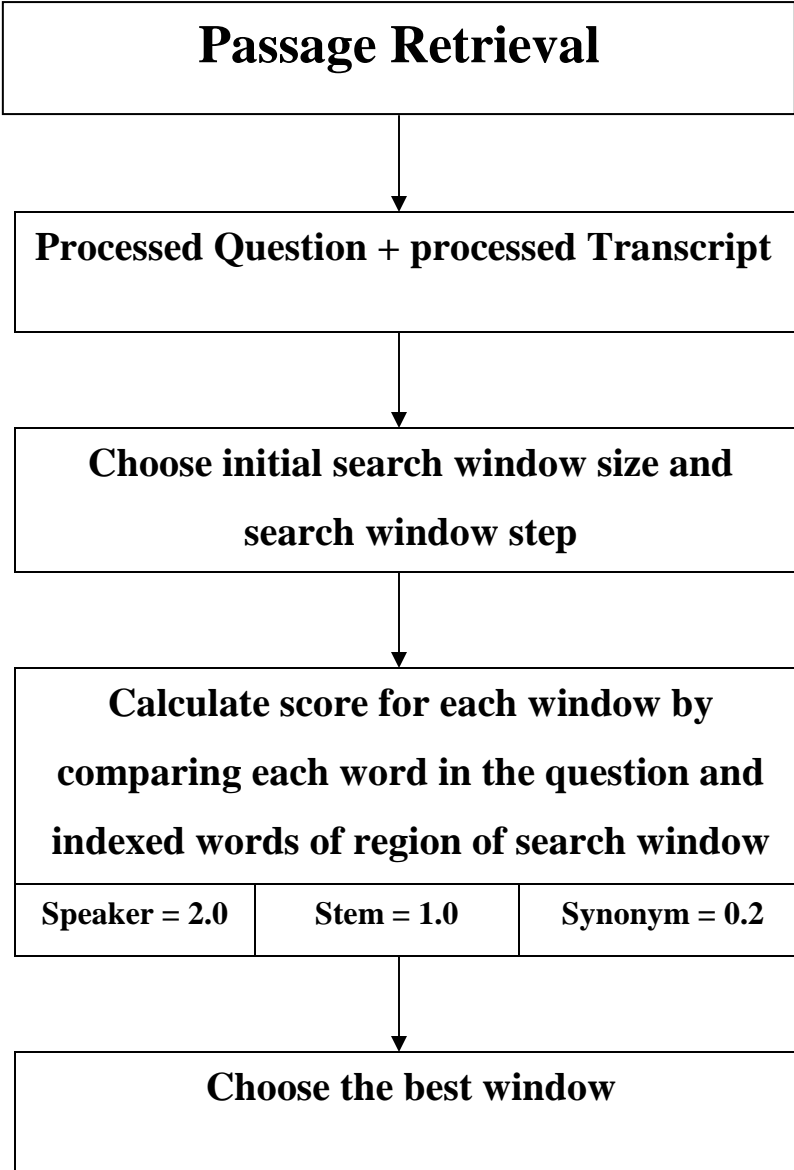 Passage Retrieval
Processed Question + processed Transcript
Choose initial search window size and
search window step
Calculate score for each window by
comparing each word in the question and
indexed words of region of search window
Speaker = 2.0
Stem = 1.0
Synonym = 0.2
Choose the best window